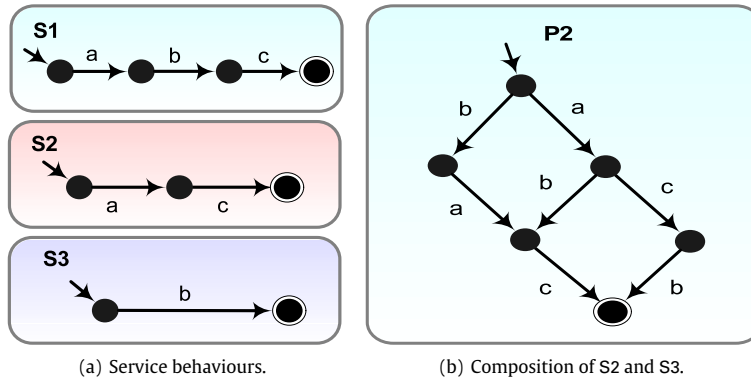 S1
a
b
c
S2
a
c
S3
b
(a) Service behaviours.
P2
b
a
a
b
c
c
b
(b) Composition of S2 and S3.